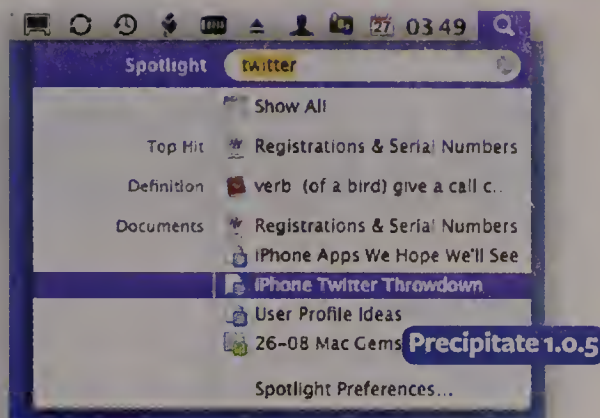 27 03 49
Spotlight twitter
Show All
Top Hit Registrations & Serial Numbers
Definition verb (of a bird) give a call c...
Documents Registrations & Serial Numbers
iPhone Apps We Hope We'll See
iPhone Twitter Throwdown
User Profile Ideas
26-08 Mac Gems
Precipitate 1.0.5
Spotlight Preferences...